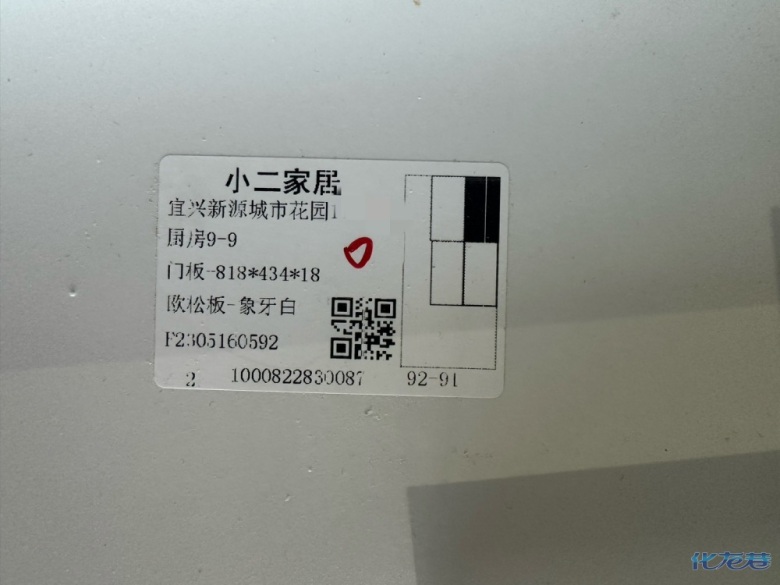 小二家居
宜兴新源城市花园1
厨房9-9
门板-818*434*18
欧松板-象牙白
F2305160592
2 1000822830087 92-91
化龙巷